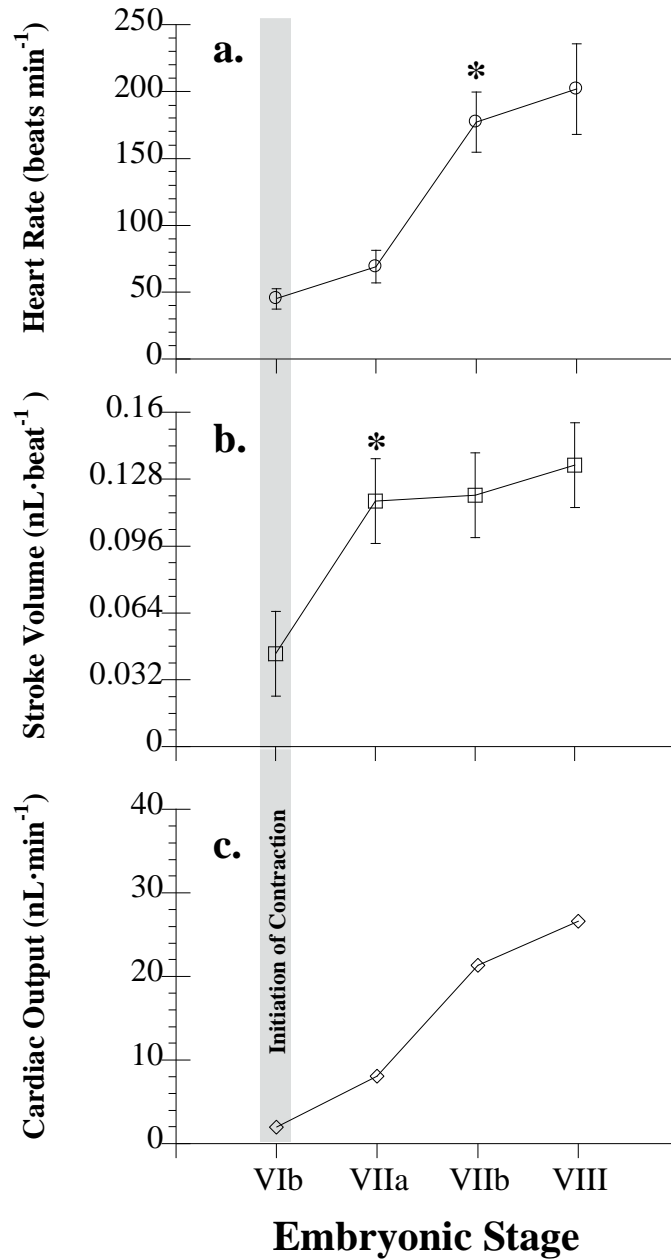 a.
Heart Rate (beats min⁻¹)
250
200
150
100
50
0
*
b.
Stroke Volume (nL·beat⁻¹)
0.16
0.128
0.096
0.064
0.032
0
*
c.
Cardiac Output (nL·min⁻¹)
40
30
20
10
0
Initiation of Contraction
VIb VIIa VIIb VIII
Embryonic Stage